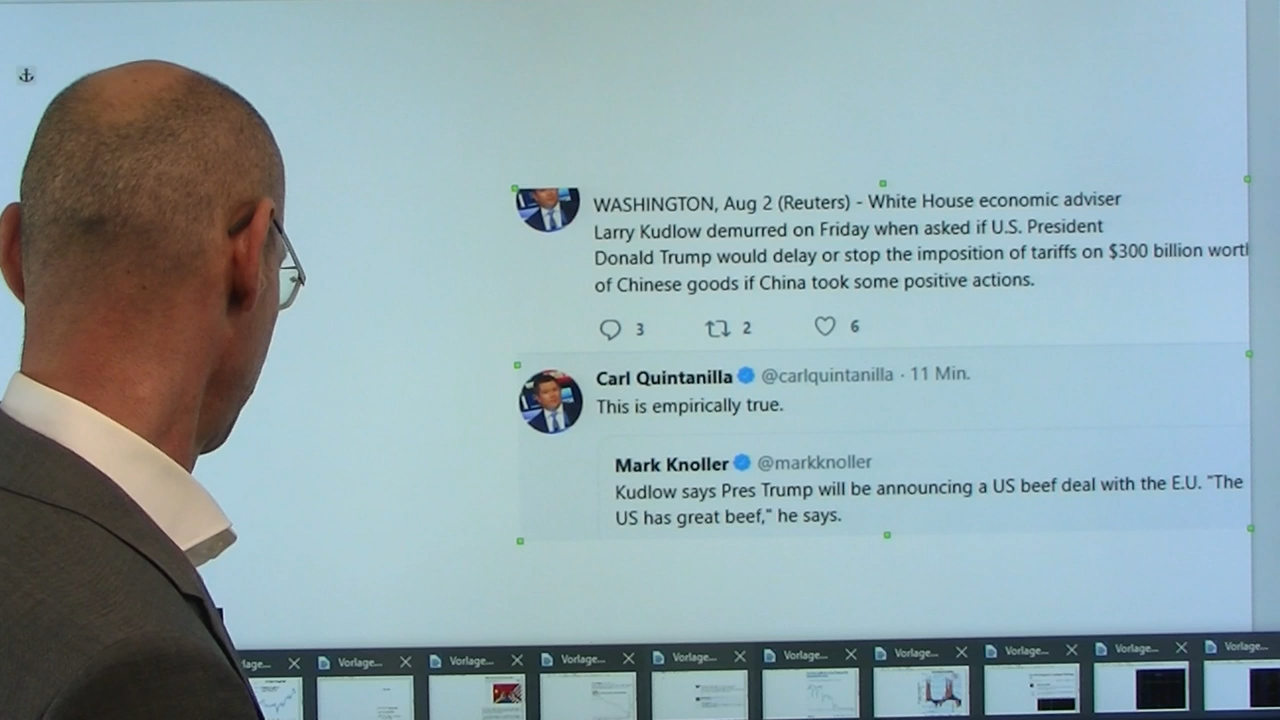 WASHINGTON, Aug 2 (Reuters) - White House economic adviser
Larry Kudlow demurred on Friday when asked if U.S. President
Donald Trump would delay or stop the imposition of tariffs on $300 billion worth
of Chinese goods if China took some positive actions.
3 2 6
Carl Quintanilla @carlquintanilla · 11 Min.
This is empirically true.
Mark Knoller @markknoller
Kudlow says Pres Trump will be announcing a US beef deal with the E.U. "The
US has great beef," he says.
lage... Vorlage... Vorlage... Vorlage... Vorlage... Vorlage... Vorlage... Vorlage... Vorlage... Vorlage...